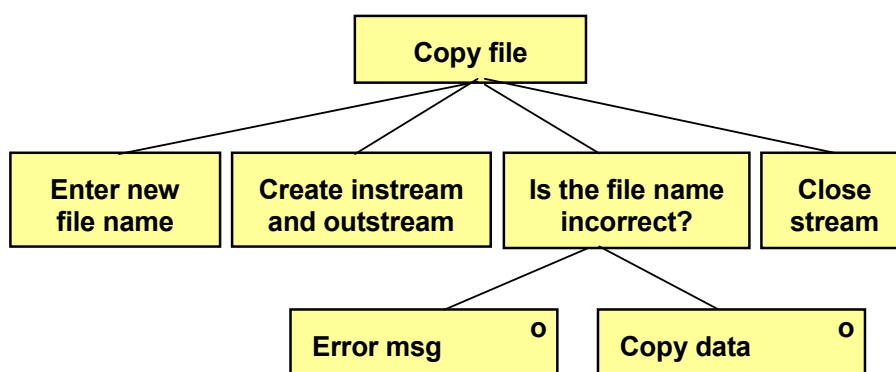 Copy file
Enter new
file name
Create instream
and outstream
Is the file name
incorrect?
Close
stream
Error msg
o
Copy data
o